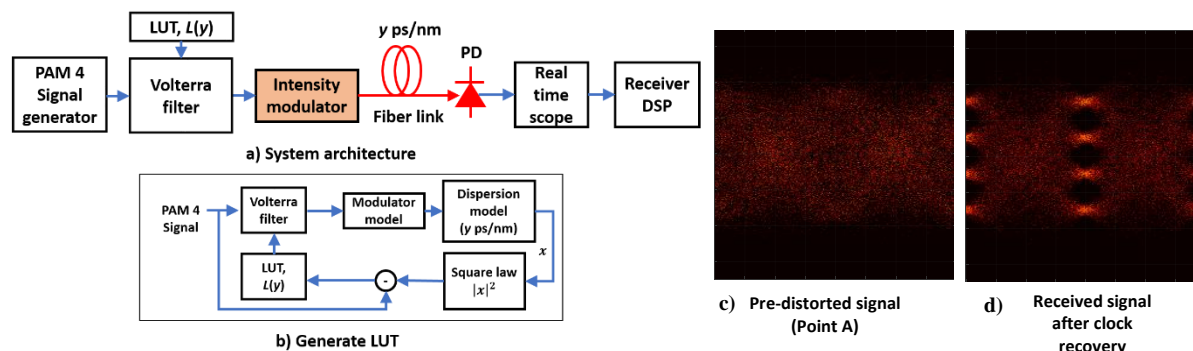 LUT, L(y)
y ps/nm
PD
PAM 4
Signal
generator
Volterra
filter
Intensity
modulator
Fiber link
Real
time
scope
Receiver
DSP
a) System architecture
PAM 4
Signal
Volterra
filter
Modulator
model
Dispersion
model
(y ps/nm)
x
LUT,
L(y)
-
Square law
|x|²
b) Generate LUT
c) Pre-distorted signal
(Point A)
d) Received signal
after clock
recovery